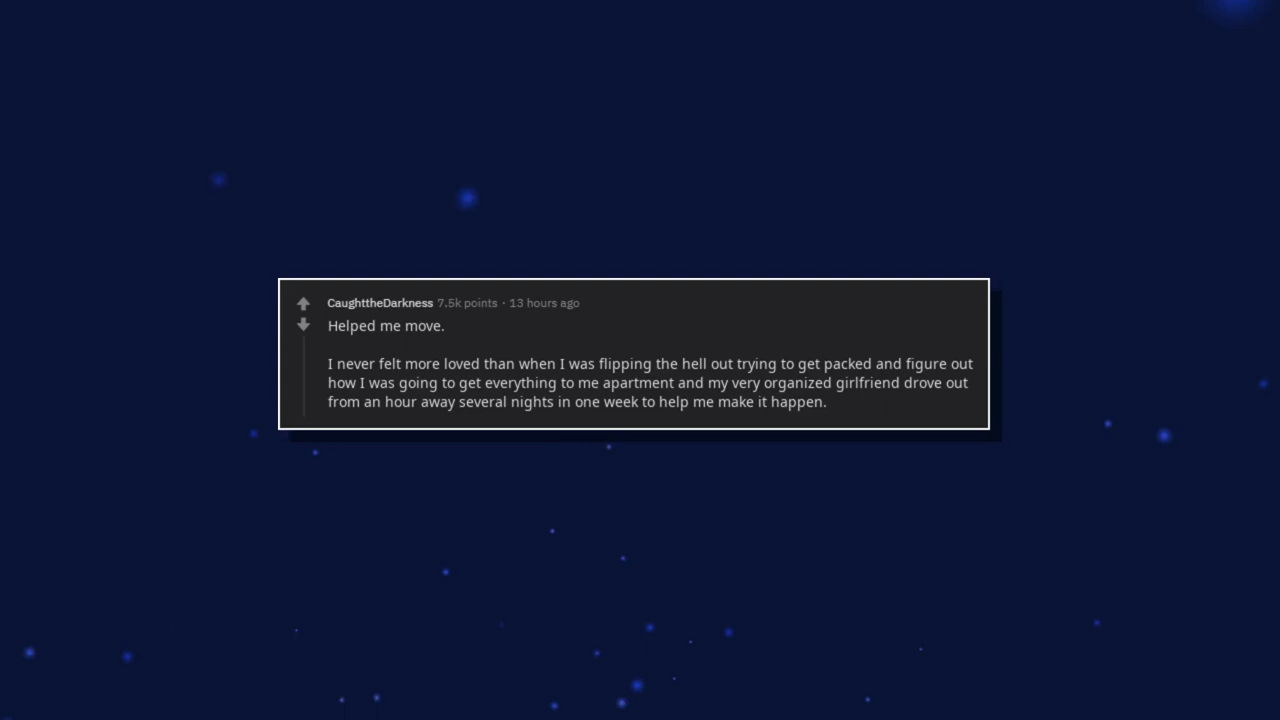 CaughttheDarkness 7.5k points · 13 hours ago
Helped me move.
I never felt more loved than when I was flipping the hell out trying to get packed and figure out
how I was going to get everything to me apartment and my very organized girlfriend drove out
from an hour away several nights in one week to help me make it happen.